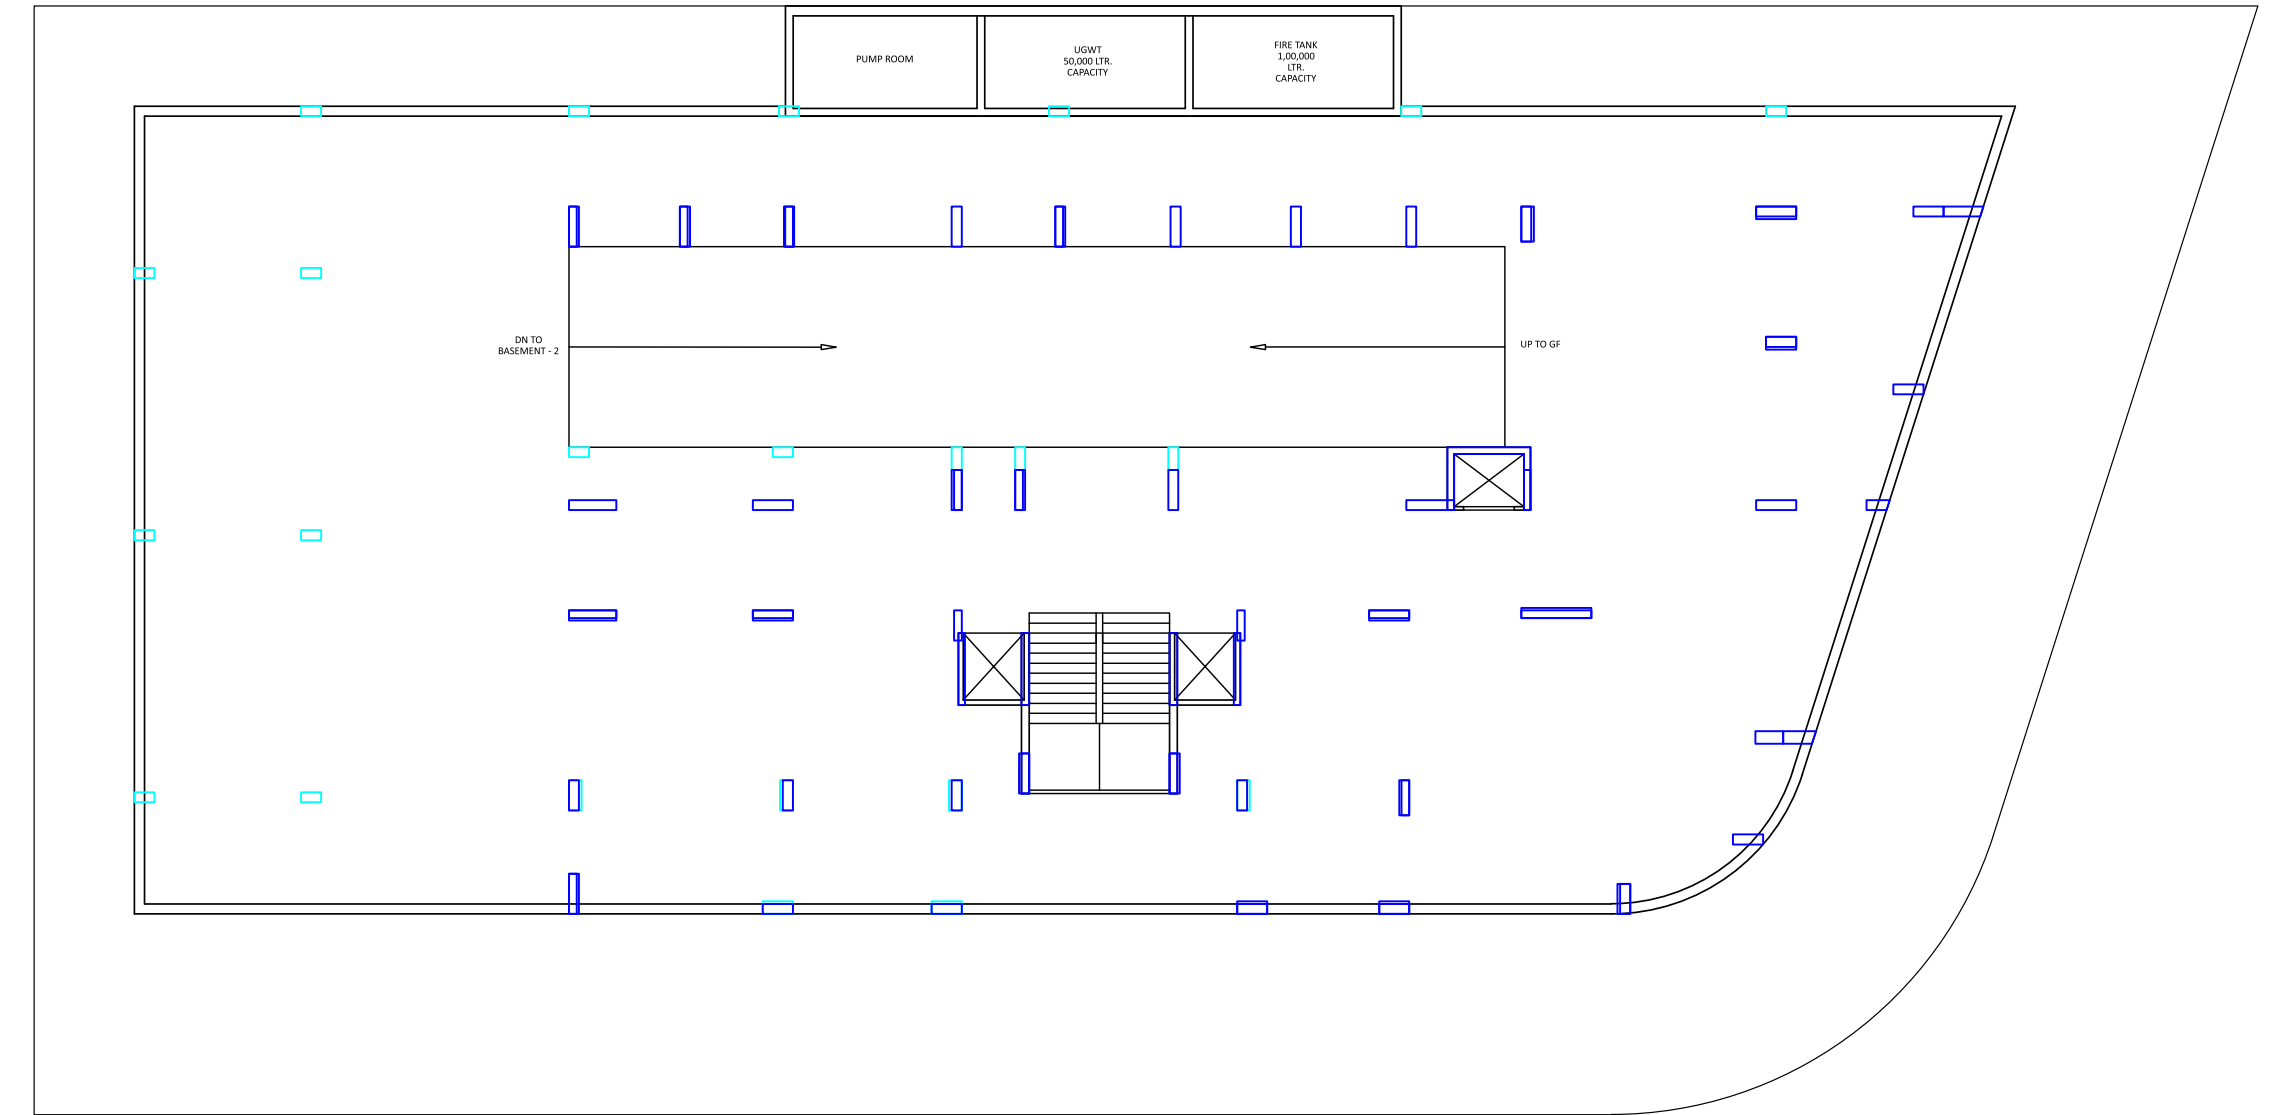 PUMP ROOM
UGWT
50,000 LTR.
CAPACITY
FIRE TANK
1,00,000
LTR.
CAPACITY
DN TO
BASEMENT - 2
UP TO GF